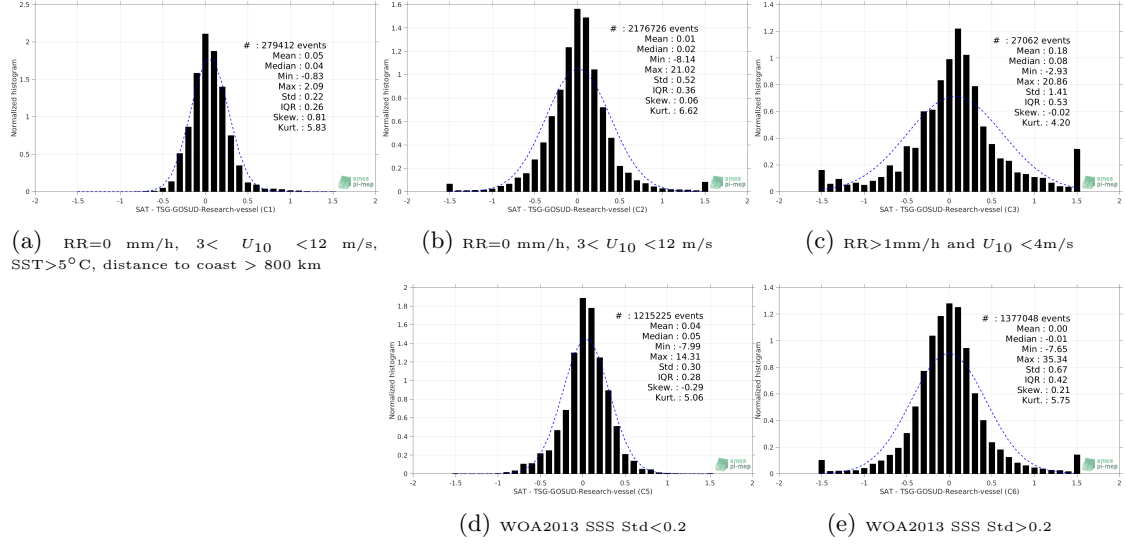 1.4
# : 279412 events
Mean : 0.05
Median : 0.04
Min : -0.83
Max : 2.09
Std : 0.22
IQR : 0.26
Skew. : 0.81
Kurt. : 5.83
Normalized histogram
2.5
2
1.5
1
0.5
0
-2 -1.5 -1 -0.5 0 0.5 1 1.5 2
SAT - TSG-GOSUD-Research-vessel (C1)
smos
pi-mep
(a) RR=0 mm/h, 3< U10 <12 m/s,
SST>5°C, distance to coast > 800 km
# : 2176726 events
Mean : 0.01
Median : 0.02
Min : -8.14
Max : 21.02
Std : 0.52
IQR : 0.36
Skew. : 0.06
Kurt. : 6.62
Normalized histogram
1.6
1.4
1.2
1
0.8
0.6
0.4
0.2
0
-2 -1.5 -1 -0.5 0 0.5 1 1.5 2
SAT - TSG-GOSUD-Research-vessel (C2)
smos
pi-mep
(b) RR=0 mm/h, 3< U10 <12 m/s
# : 27062 events
Mean : 0.18
Median : 0.08
Min : -2.93
Max : 20.86
Std : 1.41
IQR : 0.53
Skew. : -0.02
Kurt. : 4.20
Normalized histogram
1.4
1.2
1
0.8
0.6
0.4
0.2
0
-2 -1.5 -1 -0.5 0 0.5 1 1.5 2
SAT - TSG-GOSUD-Research-vessel (C3)
smos
pi-mep
(c) RR>1mm/h and U10 <4m/s
# : 1215225 events
Mean : 0.04
Median : 0.05
Min : -7.99
Max : 14.31
Std : 0.30
IQR : 0.28
Skew. : -0.29
Kurt. : 5.06
Normalized histogram
2
1.8
1.6
1.4
1.2
1
0.8
0.6
0.4
0.2
0
-2 -1.5 -1 -0.5 0 0.5 1 1.5 2
SAT - TSG-GOSUD-Research-vessel (C5)
smos
pi-mep
(d) WOA2013 SSS Std<0.2
# : 1377048 events
Mean : 0.00
Median : -0.01
Min : -7.65
Max : 35.34
Std : 0.67
IQR : 0.42
Skew. : 0.21
Kurt. : 5.75
Normalized histogram
1.4
1.2
1
0.8
0.6
0.4
0.2
0
-2 -1.5 -1 -0.5 0 0.5 1 1.5 2
SAT - TSG-GOSUD-Research-vessel (C6)
smos
pi-mep
(e) WOA2013 SSS Std>0.2